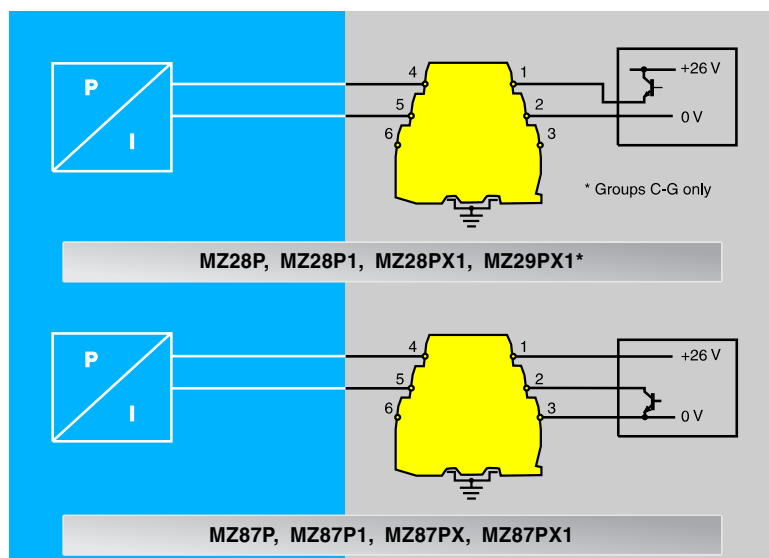 P
I
4
5
6
1
2
3
+26 V
0 V
* Groups C-G only
MZ28P, MZ28P1, MZ28PX1, MZ29PX1*
P
I
4
5
6
1
2
3
+26 V
0 V
MZ87P, MZ87P1, MZ87PX, MZ87PX1